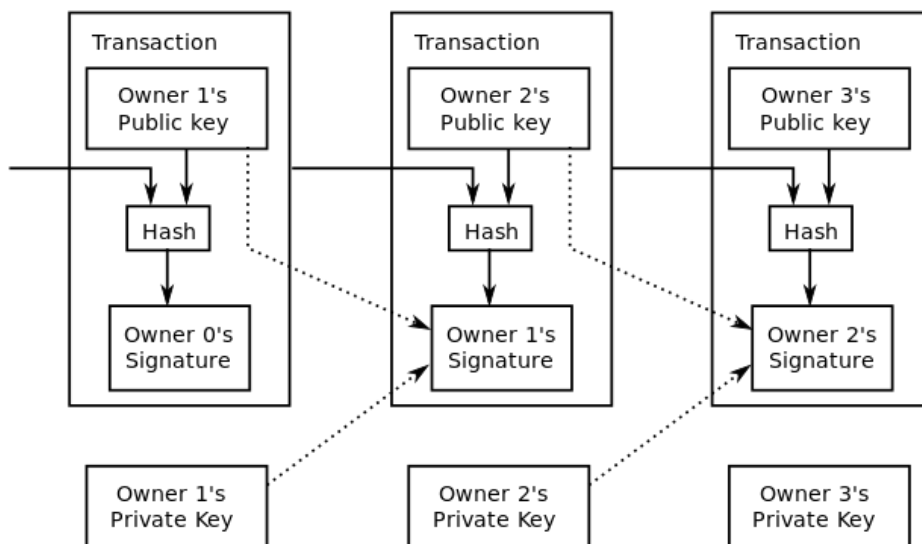 Transaction
Owner 1's
Public key
Hash
Owner 0's
Signature
Transaction
Owner 2's
Public key
Hash
Owner 1's
Signature
Transaction
Owner 3's
Public key
Hash
Owner 2's
Signature
Owner 1's
Private Key
Owner 2's
Private Key
Owner 3's
Private Key